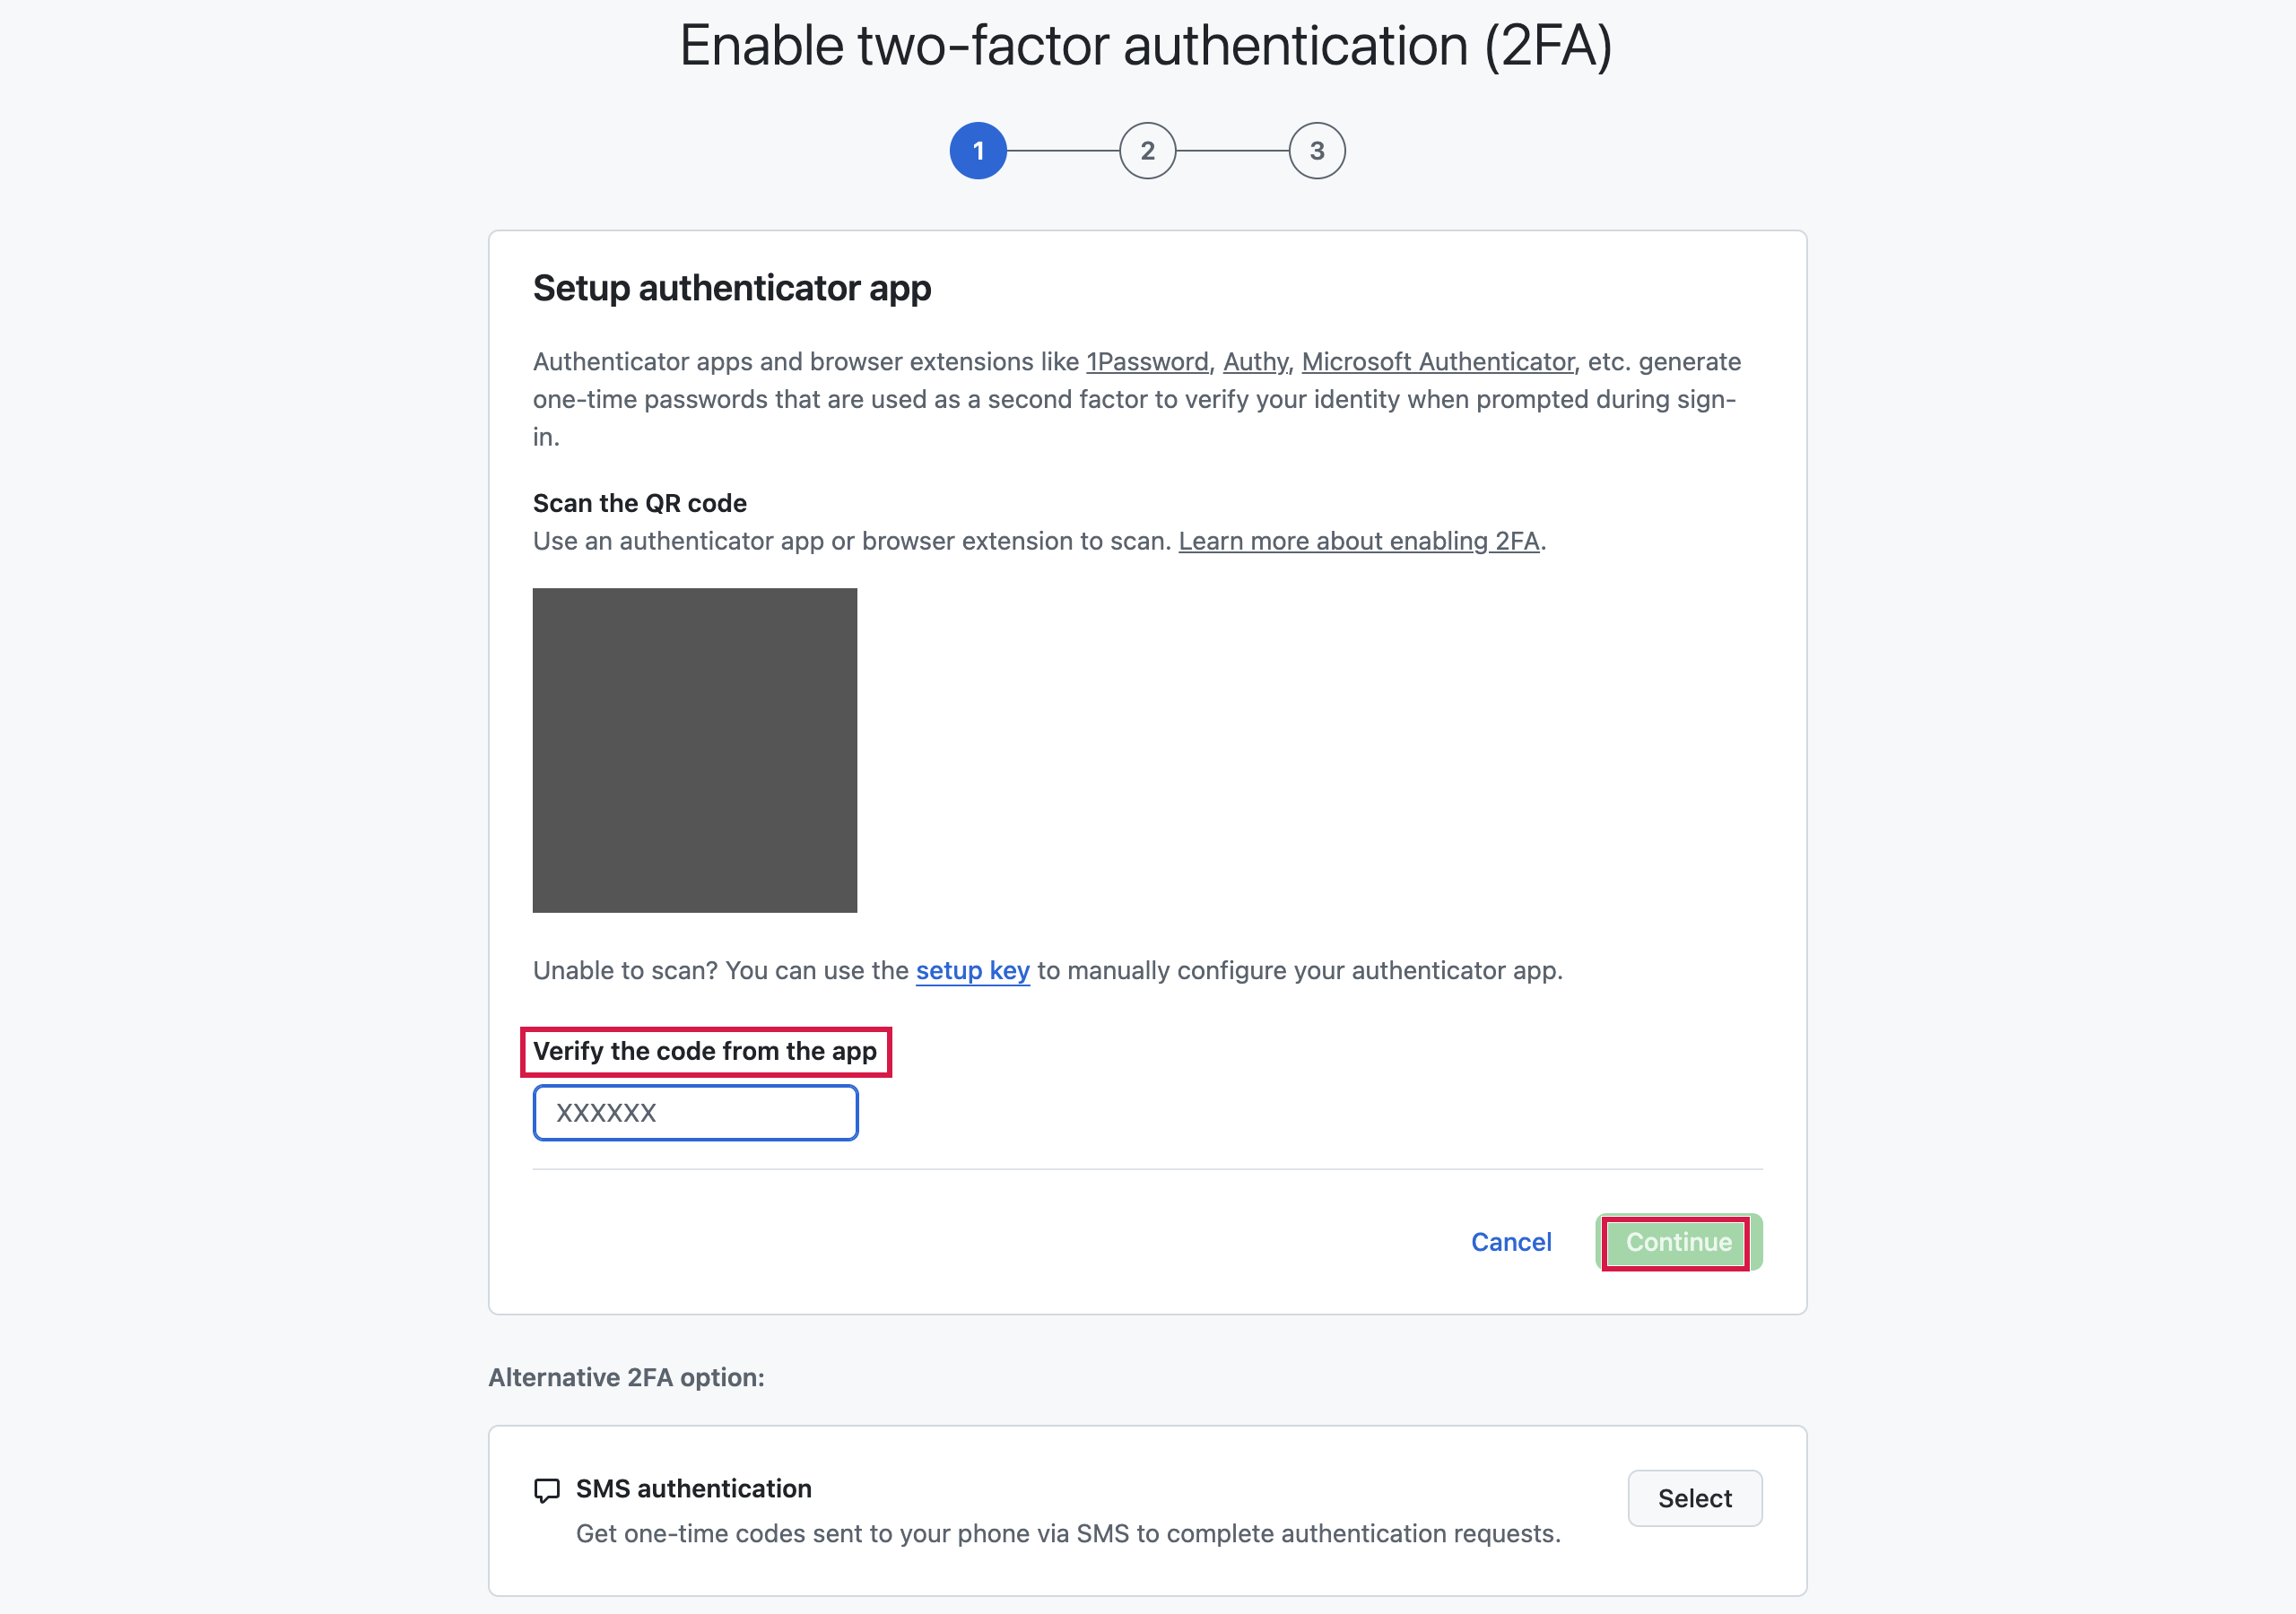 Enable two-factor authentication (2FA)
1 2 3
Setup authenticator app
Authenticator apps and browser extensions like 1Password, Authy, Microsoft Authenticator, etc. generate
one-time passwords that are used as a second factor to verify your identity when prompted during sign-
in.
Scan the QR code
Use an authenticator app or browser extension to scan. Learn more about enabling 2FA.
Unable to scan? You can use the setup key to manually configure your authenticator app.
Verify the code from the app
XXXXXX
Cancel Continue
Alternative 2FA option:
SMS authentication
Select
Get one-time codes sent to your phone via SMS to complete authentication requests.